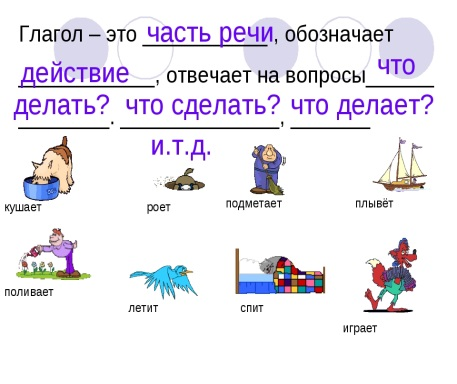 Глагол – это часть речи, обозначает
действие, отвечает на вопросы что
делать? что сделать? что делает?
и.т.д.
кушает роет подметает плывёт
поливает летит спит играет